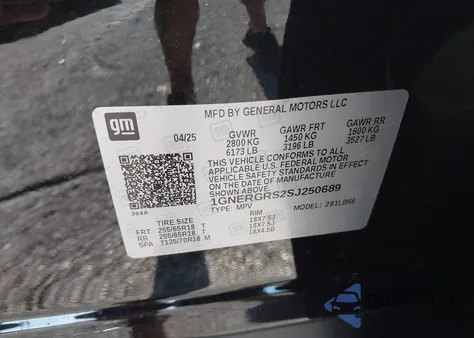 MFD BY GENERAL MOTORS LLC
gm
04/25
GVWR GAWR FRT GAWR RR
2800 KG 1450 KG 1600 KG
6173 LB 3196 LB 3527 LB
THIS VEHICLE CONFORMS TO ALL
APPLICABLE U.S. FEDERAL MOTOR
VEHICLE SAFETY STANDARDS IN EFFECT
ON THE DATE OF MANUFACTURE
SHOWN ABOVE
1GNERGRS2SJ250689
TYPE: MPV MODEL: 291LB56
384A
TIRE SIZE RIM
FRT 255/65R18 T 18X7.5J
RR 255/65R18 T 18X7.5J
SPA T135/70R18 M 18X4.5B